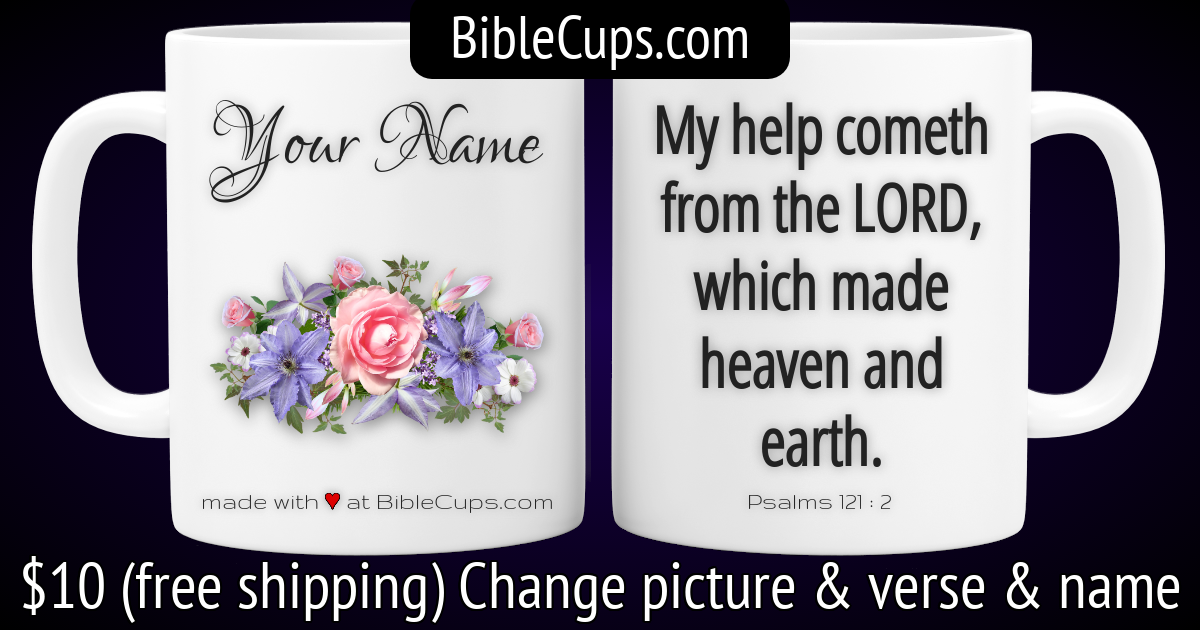 BibleCups.com
Your Name
made with ♥ at BibleCups.com
My help cometh
from the LORD,
which made
heaven and
earth.
Psalms 121 : 2
$10 (free shipping) Change picture & verse & name